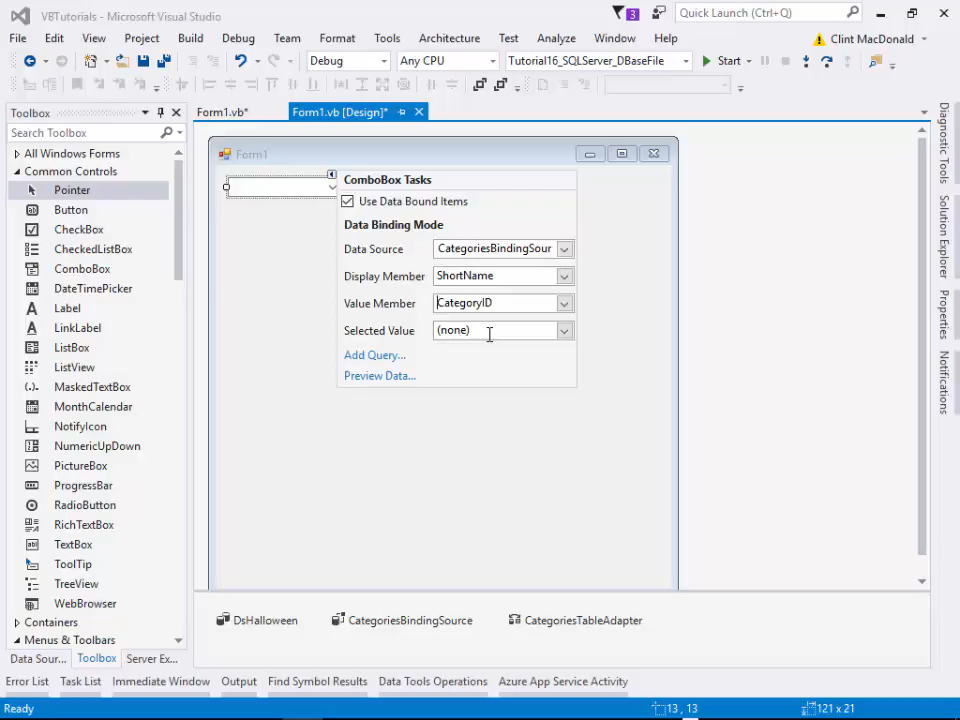 VBTutorials - Microsoft Visual Studio
3
Quick Launch (Ctrl+Q)
File Edit View Project Build Debug Team Format Tools Architecture Test Analyze Window Help
Clint MacDonald
Debug
Any CPU
Tutorial16_SQLServer_DBaseFile
Start
Toolbox
Form1.vb*
Form1.vb [Design]*
Search Toolbox
All Windows Forms
Common Controls
Pointer
Button
CheckBox
CheckedListBox
ComboBox
DateTimePicker
Label
LinkLabel
ListBox
ListView
MaskedTextBox
MonthCalendar
NotifyIcon
NumericUpDown
PictureBox
ProgressBar
RadioButton
RichTextBox
TextBox
ToolTip
TreeView
WebBrowser
Containers
Menus & Toolbars
Data Sour...
Toolbox
Server Ex...
Form1
ComboBox Tasks
Use Data Bound Items
Data Binding Mode
Data Source CategoriesBindingSour
Display Member ShortName
Value Member CategoryID
Selected Value (none)
Add Query...
Preview Data...
DsHalloween
CategoriesBindingSource
CategoriesTableAdapter
Diagnostic Tools
Solution Explorer
Properties
Notifications
Error List Task List Immediate Window Output Find Symbol Results Data Tools Operations Azure App Service Activity
Ready
13 , 13
121 x 21